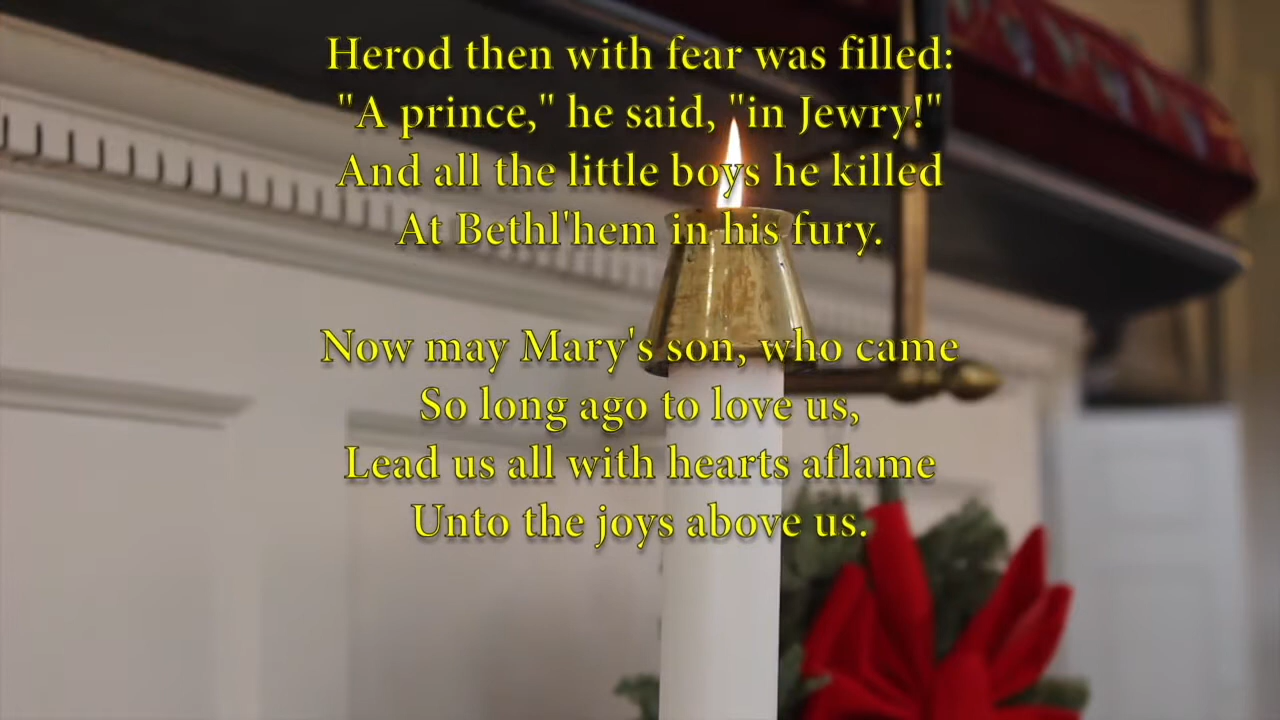 Herod then with fear was filled:
"A prince," he said, "in Jewry!"
And all the little boys he killed
At Bethl'hem in his fury.
Now may Mary's son, who came
So long ago to love us,
Lead us all with hearts aflame
Unto the joys above us.